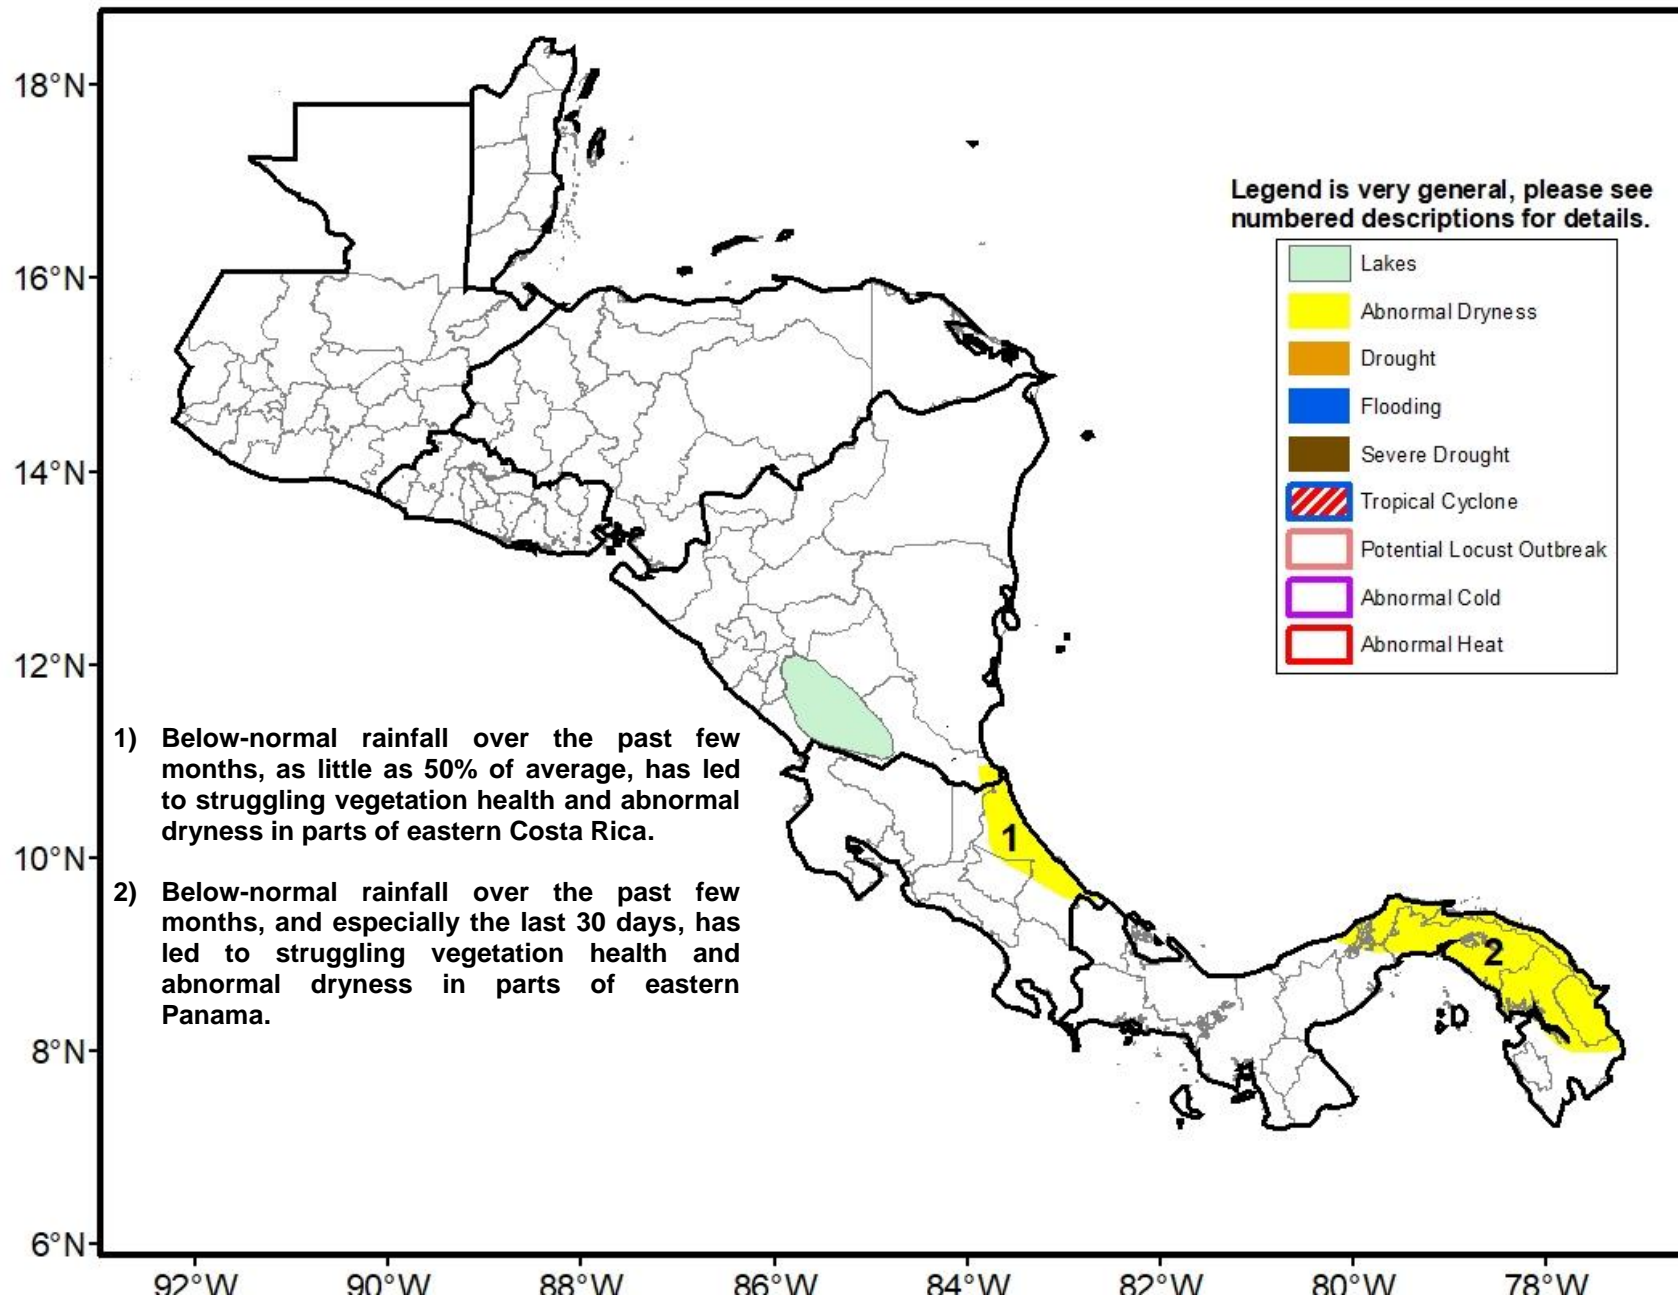 18°N
16°N
14°N
12°N
10°N
8°N
6°N
Legend is very general, please see
numbered descriptions for details.
Lakes
Abnormal Dryness
Drought
Flooding
Severe Drought
Tropical Cyclone
Potential Locust Outbreak
Abnormal Cold
Abnormal Heat
1) Below-normal rainfall over the past few
months, as little as 50% of average, has led
to struggling vegetation health and abnormal
dryness in parts of eastern Costa Rica.
2) Below-normal rainfall over the past few
months, and especially the last 30 days, has
led to struggling vegetation health and
abnormal dryness in parts of eastern
Panama.
1
2
92°W 90°W 88°W 86°W 84°W 82°W 80°W 78°W